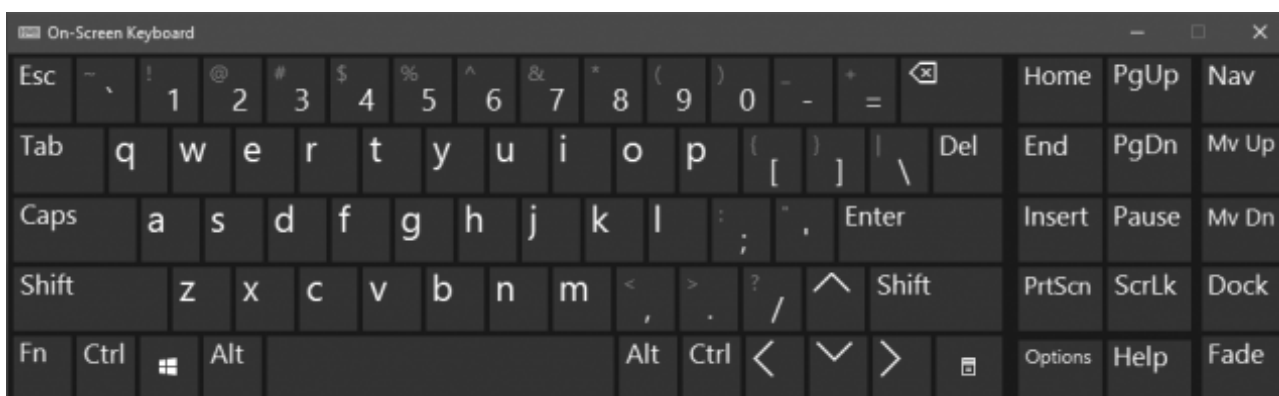 On-Screen Keyboard
Esc ~ ` ! 1 @ 2 # 3 $ 4 % 5 ^ 6 & 7 * 8 ( 9 ) 0 _ - + = Home PgUp Nav
Tab q w e r t y u i o p { [ } ] | \ Del End PgDn Mv Up
Caps a s d f g h j k l : ; " ' Enter Insert Pause Mv Dn
Shift z x c v b n m < , > . ? / Shift PrtScn ScrLk Dock
Fn Ctrl Alt Alt Ctrl Options Help Fade